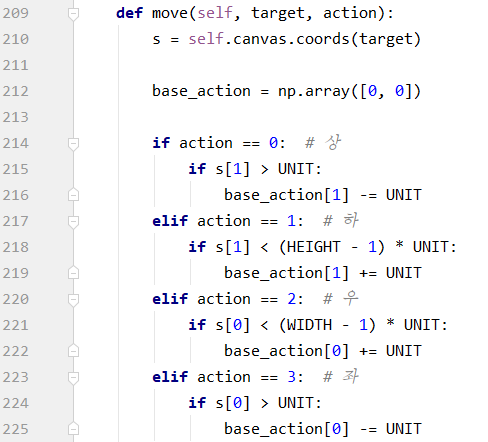 209 def move(self, target, action):
210 s = self.canvas.coords(target)
211
212 base_action = np.array([0, 0])
213
214 if action == 0:  # 상
215 if s[1] > UNIT:
216 base_action[1] -= UNIT
217 elif action == 1:  # 하
218 if s[1] < (HEIGHT - 1) * UNIT:
219 base_action[1] += UNIT
220 elif action == 2:  # 우
221 if s[0] < (WIDTH - 1) * UNIT:
222 base_action[0] += UNIT
223 elif action == 3:  # 좌
224 if s[0] > UNIT:
225 base_action[0] -= UNIT